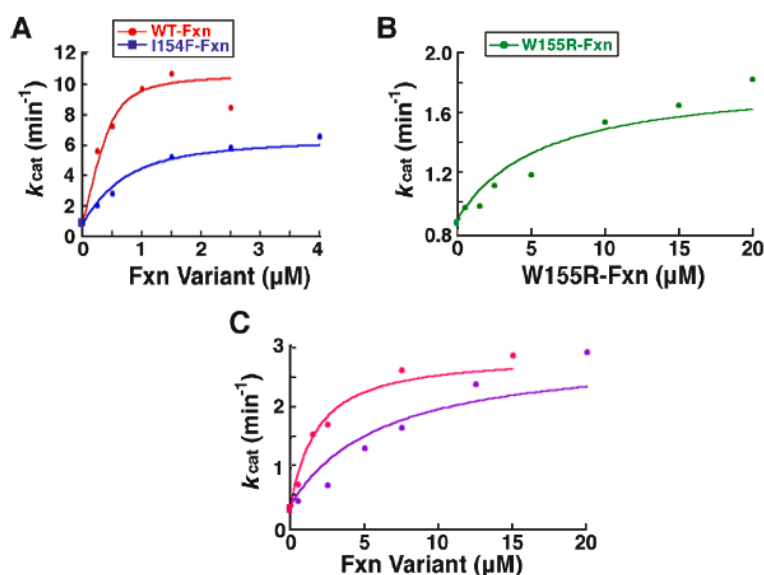 A
WT-Fxn
I154F-Fxn
12
10
8
6
4
2
0
kcat (min⁻¹)
0 1 2 3 4
Fxn Variant (µM)
B
W155R-Fxn
2.0
1.6
1.2
0.8
kcat (min⁻¹)
0 5 10 15 20
W155R-Fxn (µM)
C
3
2
1
0
kcat (min⁻¹)
0 5 10 15 20
Fxn Variant (µM)